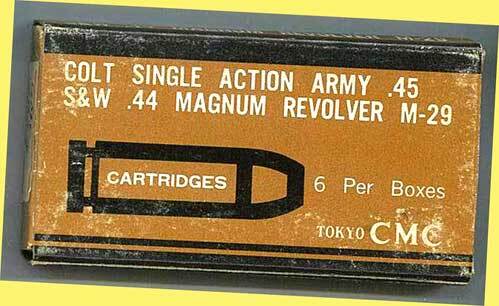 COLT SINGLE ACTION ARMY .45
S&W .44 MAGNUM REVOLVER M-29
CARTRIDGES
6 Per Boxes
TOKYO CMC